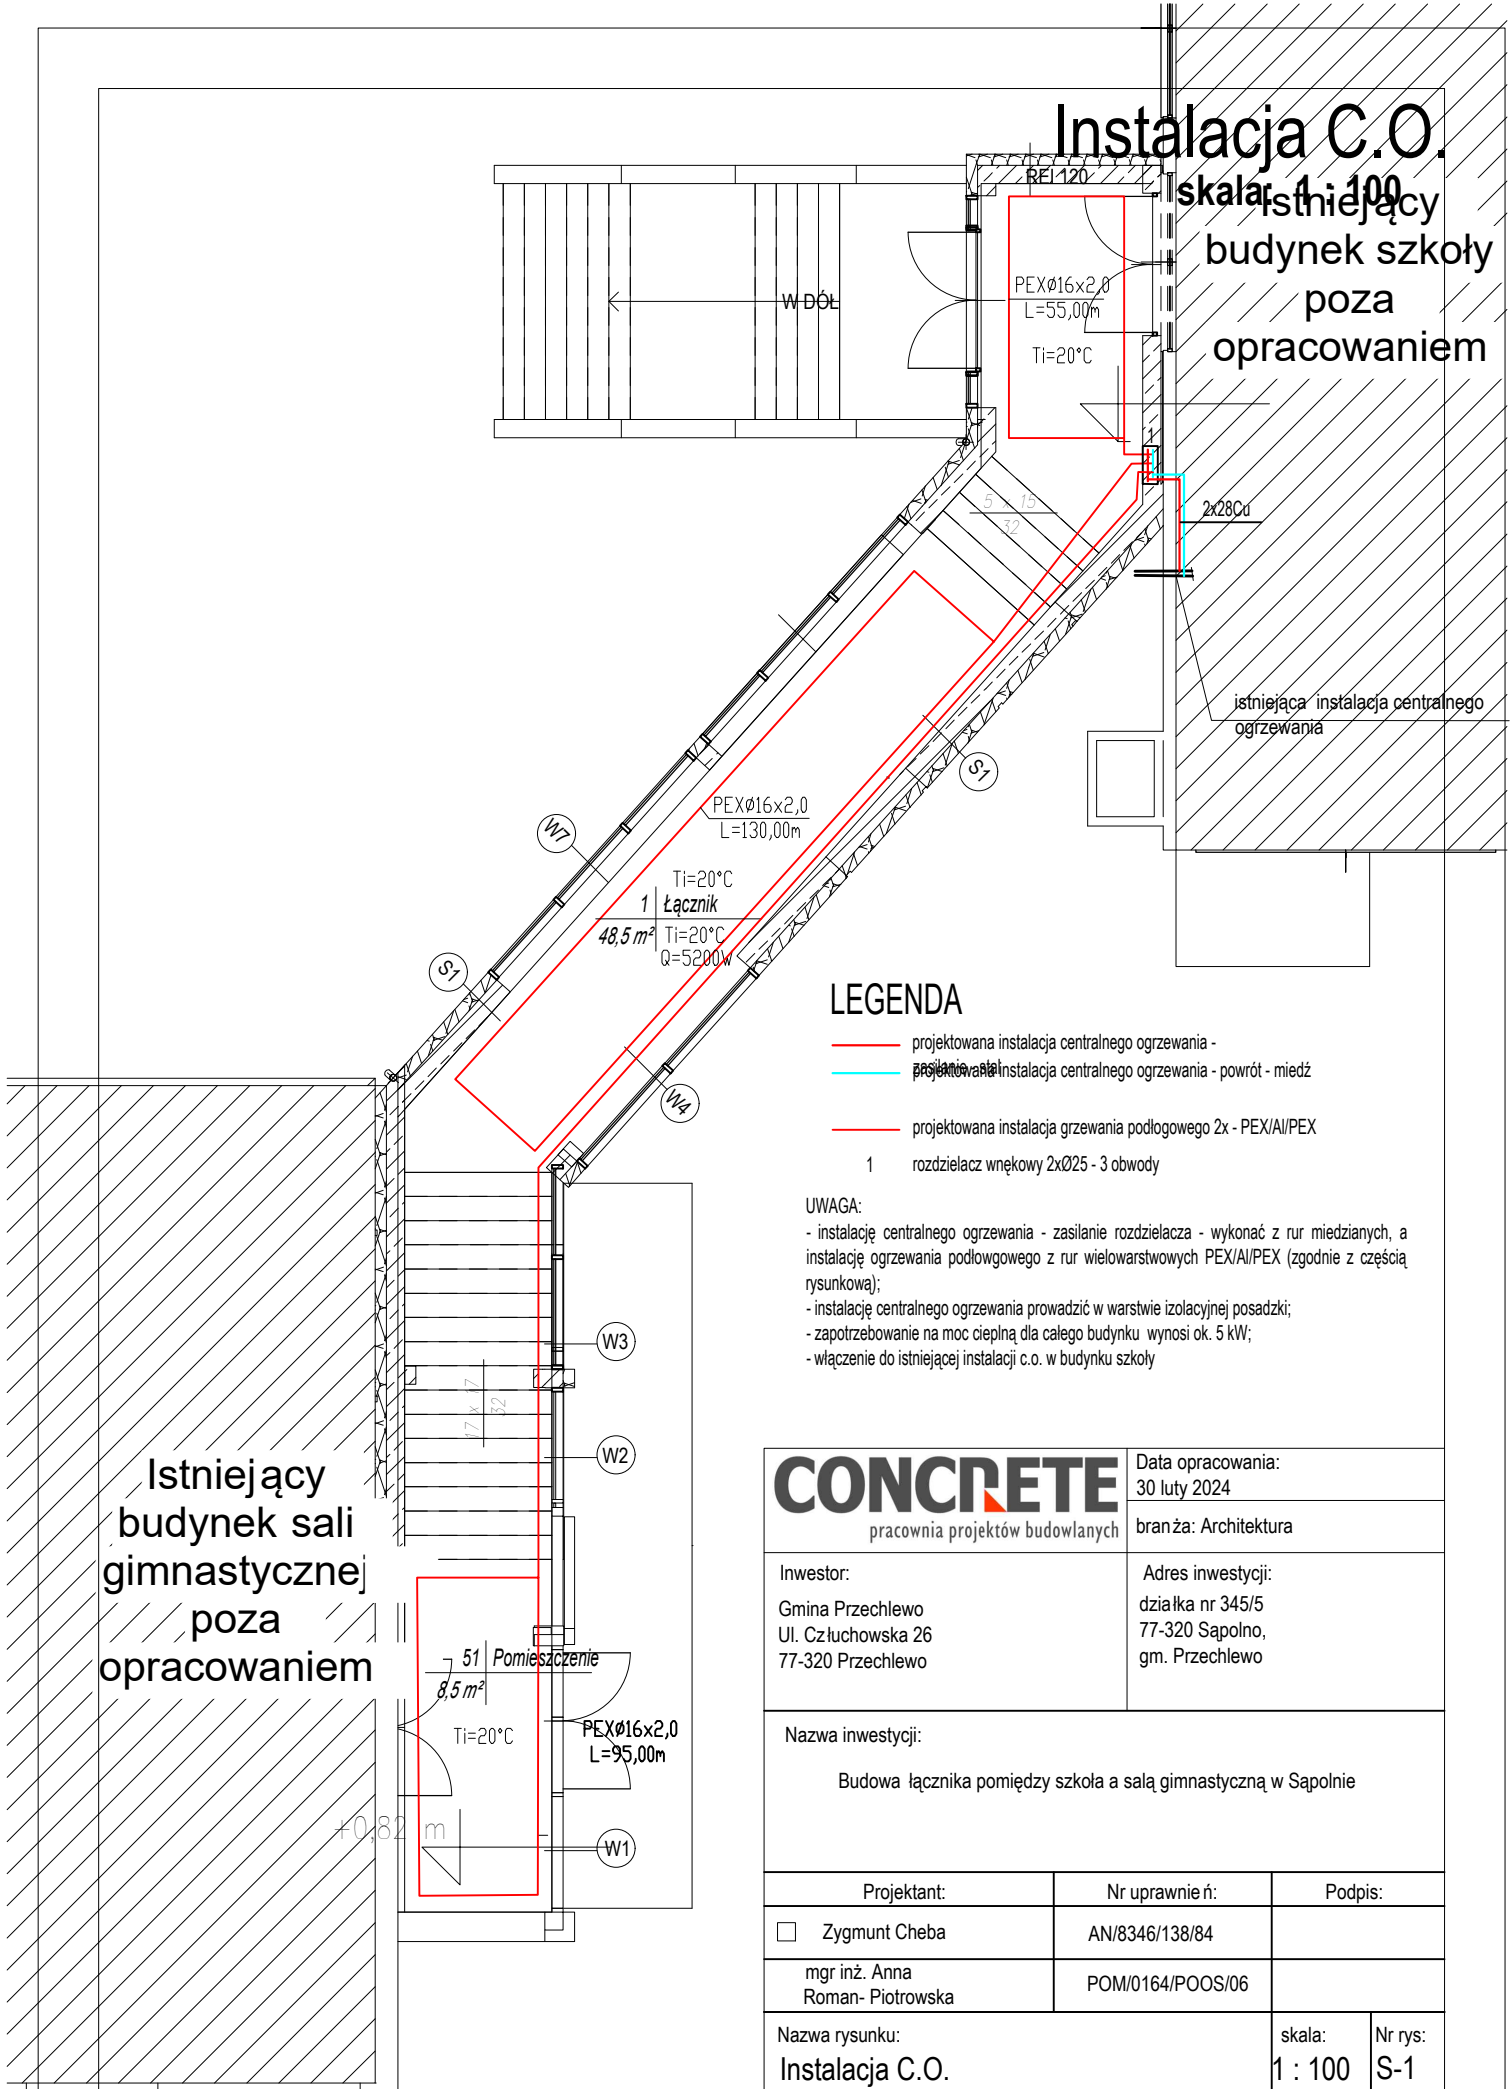 Instalacja C.O.
skala: 1 : 100
REI 120
Istniejący
budynek szkoły
poza
opracowaniem
W DÓŁ
PEXØ16x2,0
L=55,00m
Ti=20°C
1
5 x 15
32
2x28Cu
istniejąca instalacja centralnego
ogrzewania
S1
PEXØ16x2,0
L=130,00m
W7
Ti=20°C
1 Łącznik
48,5 m² Ti=20°C
Q=5200W
S1
W4
LEGENDA
projektowana instalacja centralnego ogrzewania -
zasilanie - stal
projektowana instalacja centralnego ogrzewania - powrót - miedź
projektowana instalacja grzewania podłogowego 2x - PEX/Al/PEX
1 rozdzielacz wnękowy 2xØ25 - 3 obwody
UWAGA:
- instalację centralnego ogrzewania - zasilanie rozdzielacza - wykonać z rur miedzianych, a
instalację ogrzewania podłowgowego z rur wielowarstwowych PEX/Al/PEX (zgodnie z częścią
rysunkową);
- instalację centralnego ogrzewania prowadzić w warstwie izolacyjnej posadzki;
- zapotrzebowanie na moc cieplną dla całego budynku wynosi ok. 5 kW;
- włączenie do istniejącej instalacji c.o. w budynku szkoły
W3
17 x 17
32
W2
Istniejący
budynek sali
gimnastycznej
poza
opracowaniem
51 Pomieszczenie
8,5 m²
Ti=20°C
PEXØ16x2,0
L=95,00m
+0,82 m
W1
CONCRETE
pracownia projektów budowlanych
Data opracowania:
30 luty 2024
branża: Architektura
Inwestor:
Gmina Przechlewo
Ul. Człuchowska 26
77-320 Przechlewo
Adres inwestycji:
działka nr 345/5
77-320 Sąpolno,
gm. Przechlewo
Nazwa inwestycji:
Budowa łącznika pomiędzy szkoła a salą gimnastyczną w Sąpolnie
Projektant: Nr uprawnień: Podpis:
Zygmunt Cheba AN/8346/138/84
mgr inż. Anna
Roman- Piotrowska POM/0164/POOS/06
Nazwa rysunku: skala: Nr rys:
Instalacja C.O. 1 : 100 S-1